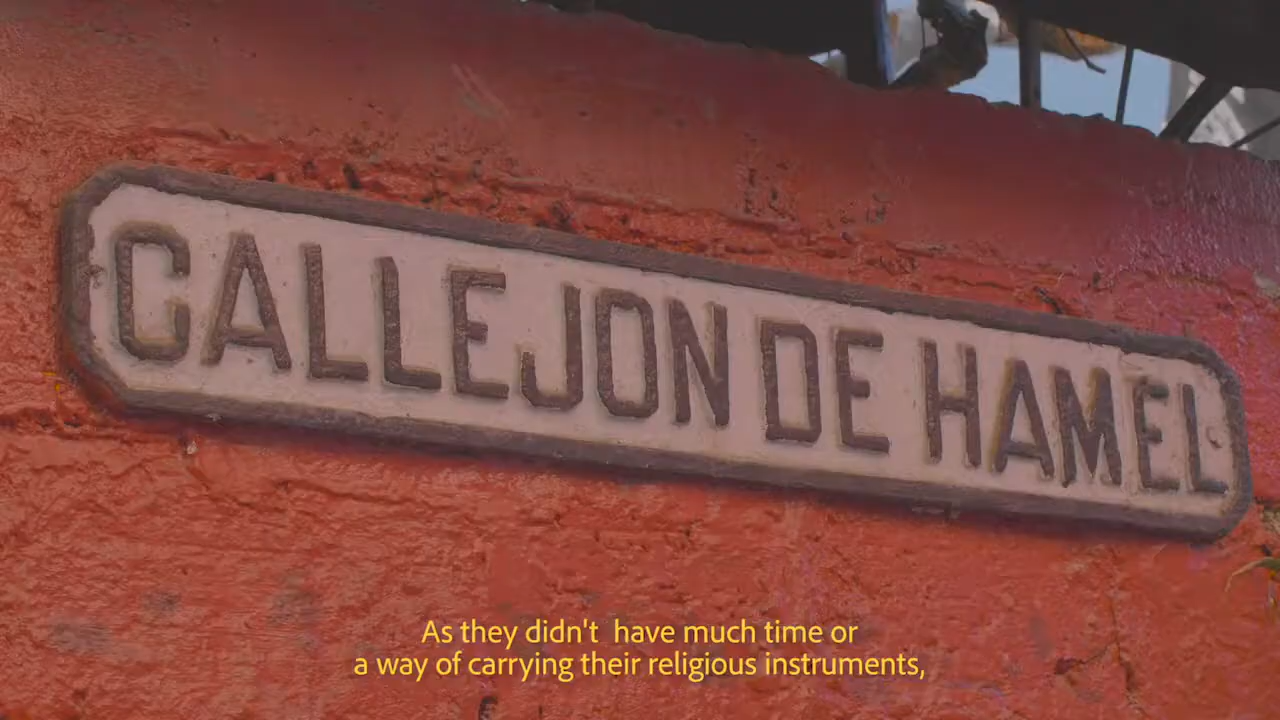 CALLEJON DE HAMEL
As they didn't  have much time or
a way of carrying their religious instruments,